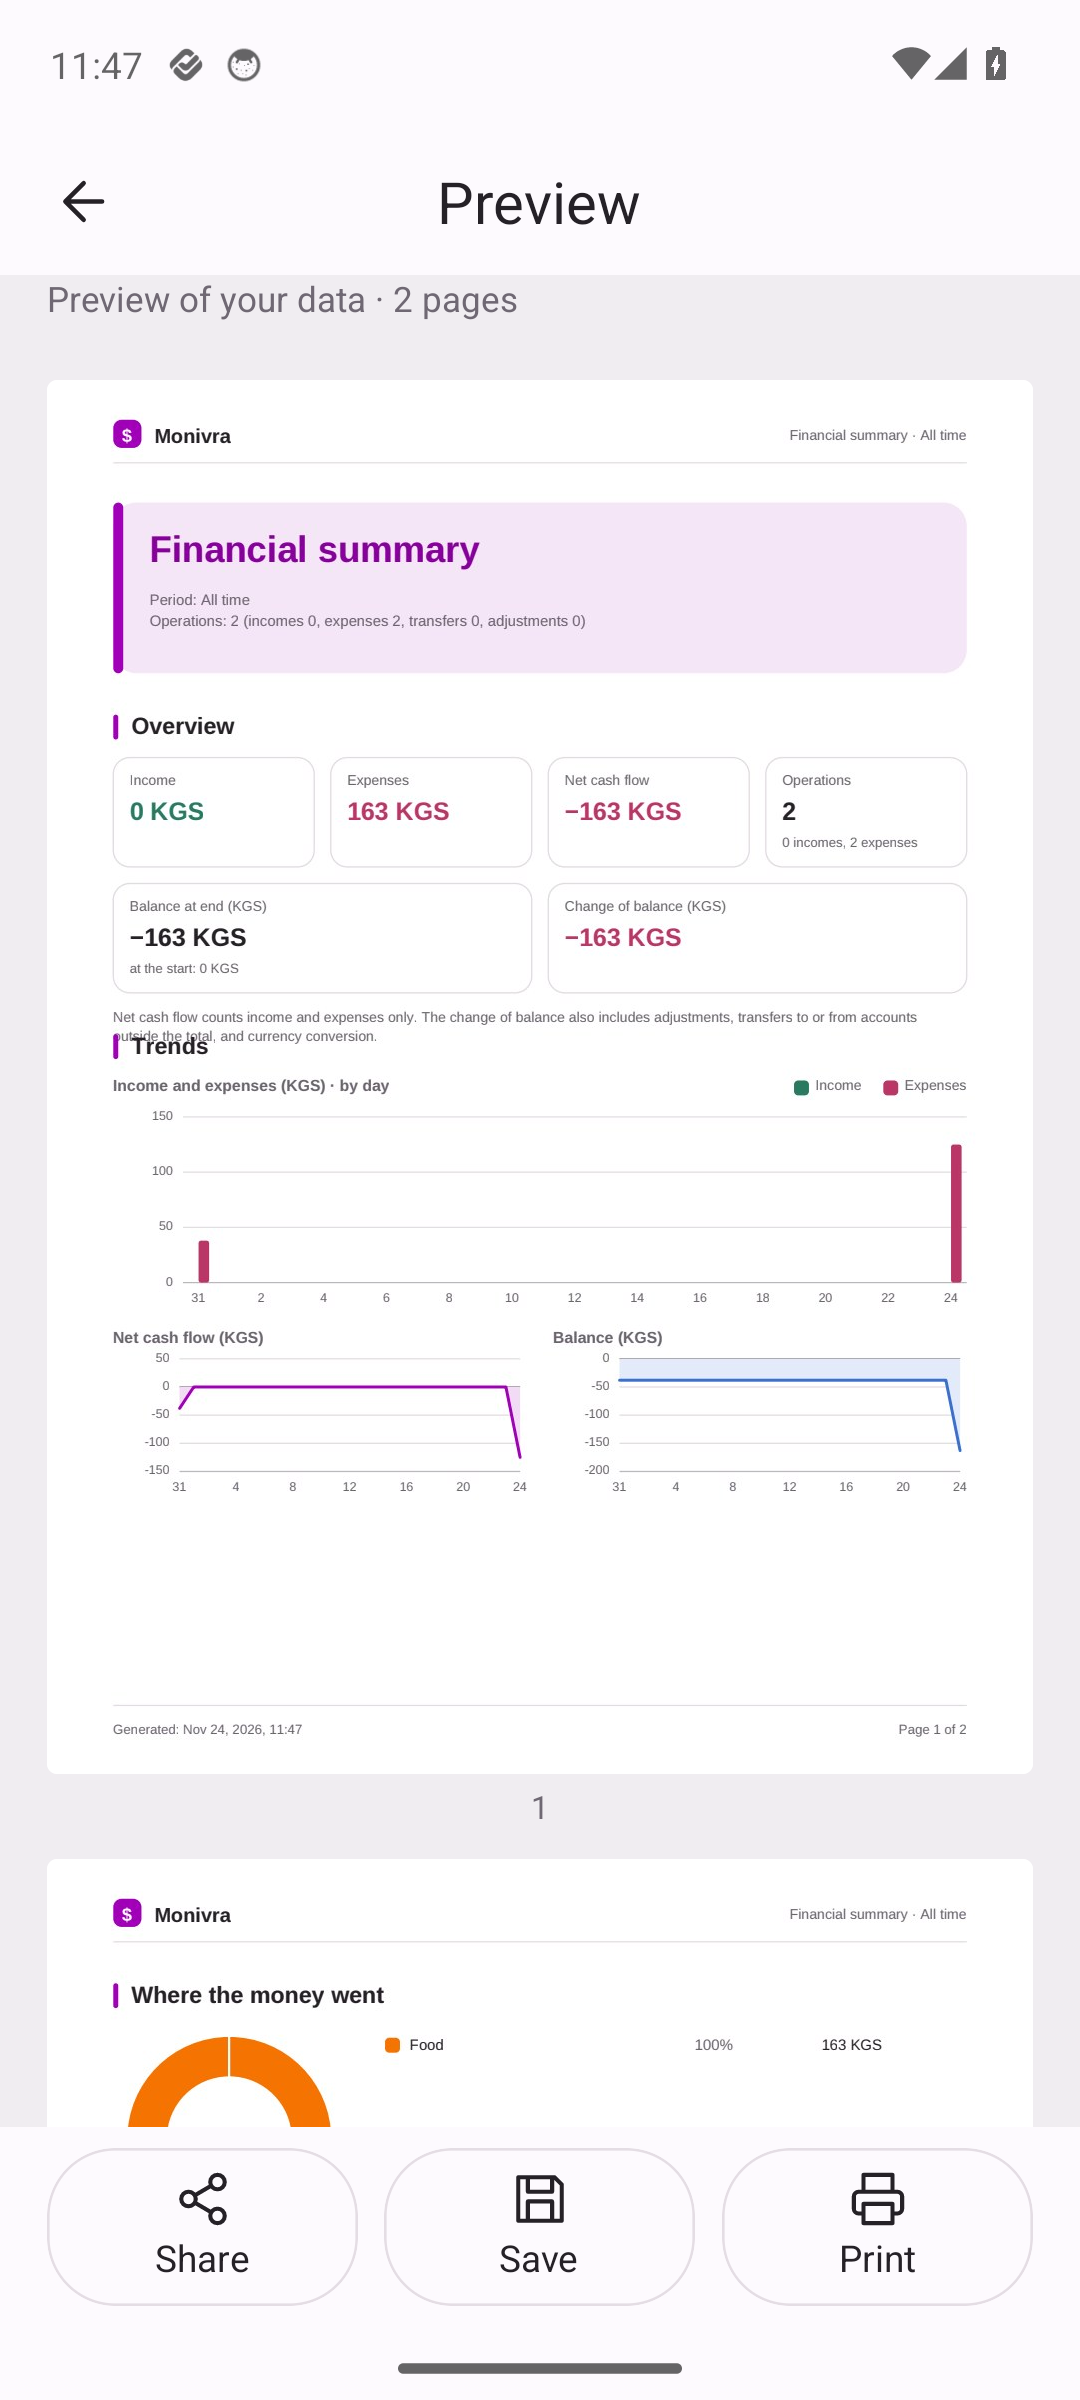 11:47
Preview
Preview of your data · 2 pages
$ Monivra
Financial summary · All time
Financial summary
Period: All time
Operations: 2 (incomes 0, expenses 2, transfers 0, adjustments 0)
Overview
Income
0 KGS
Expenses
163 KGS
Net cash flow
−163 KGS
Operations
2
0 incomes, 2 expenses
Balance at end (KGS)
−163 KGS
at the start: 0 KGS
Change of balance (KGS)
−163 KGS
Net cash flow counts income and expenses only. The change of balance also includes adjustments, transfers to or from accounts
outside the total, and currency conversion.
Trends
Income and expenses (KGS) · by day
Income
Expenses
150
100
50
0
31 2 4 6 8 10 12 14 16 18 20 22 24
Net cash flow (KGS)
50
0
-50
-100
-150
31 4 8 12 16 20 24
Balance (KGS)
0
-50
-100
-150
-200
31 4 8 12 16 20 24
Generated: Nov 24, 2026, 11:47
Page 1 of 2
1
$ Monivra
Financial summary · All time
Where the money went
Food 100% 163 KGS
Share
Save
Print